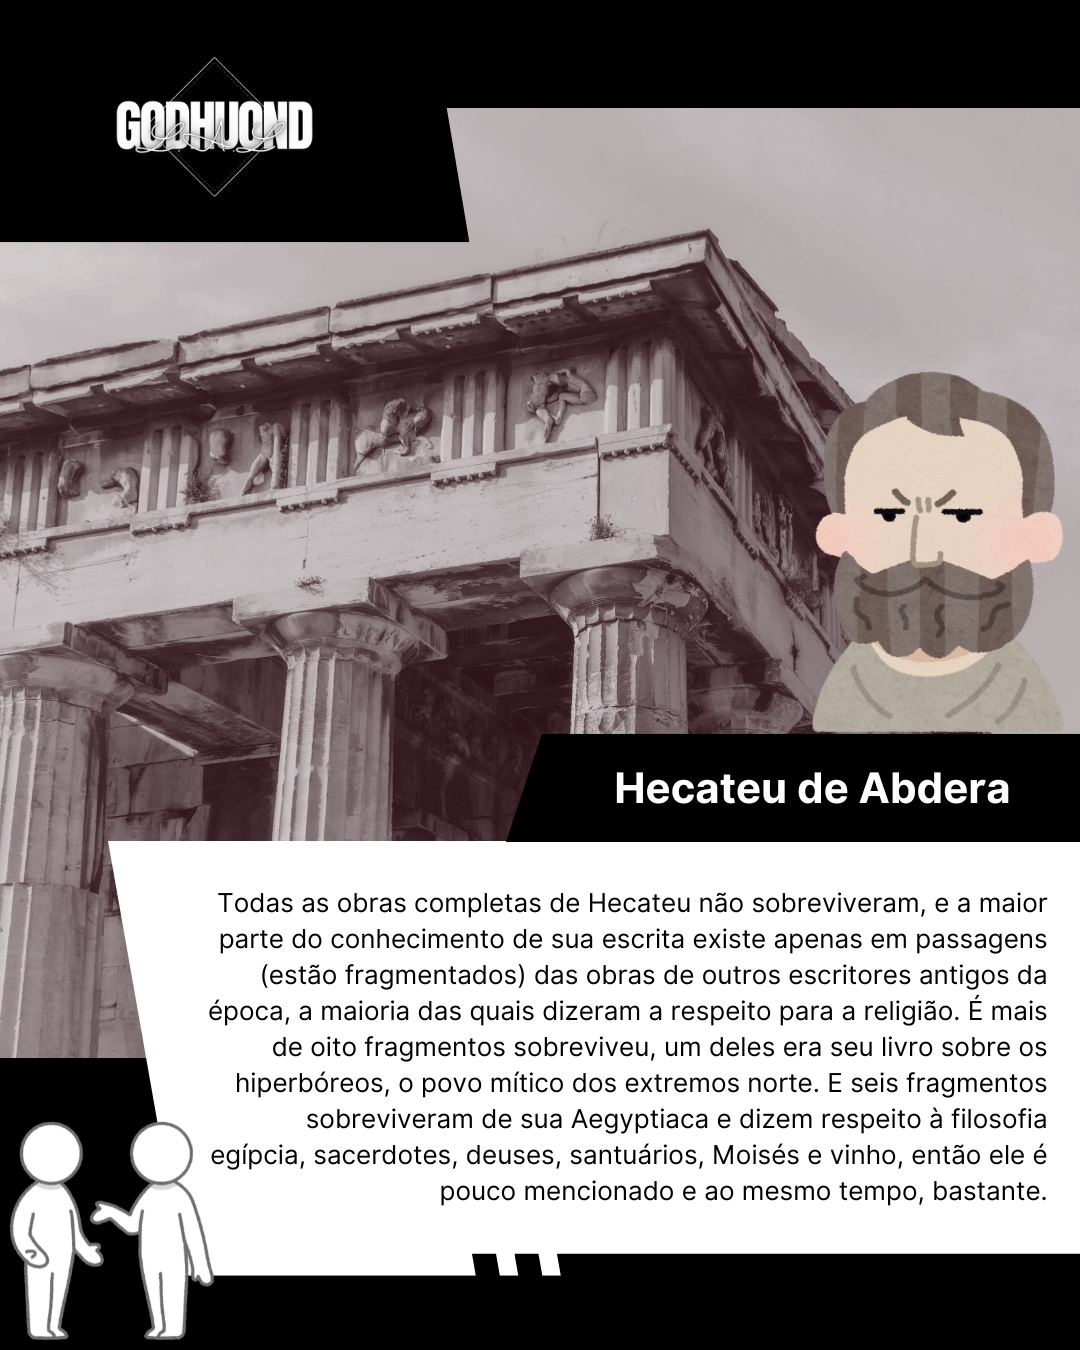 GODHUOND
L.A.L
Hecateu de Abdera
Todas as obras completas de Hecateu não sobreviveram, e a maior
parte do conhecimento de sua escrita existe apenas em passagens
(estão fragmentados) das obras de outros escritores antigos da
época, a maioria das quais dizeram a respeito para a religião. É mais
de oito fragmentos sobreviveu, um deles era seu livro sobre os
hiperbóreos, o povo mítico dos extremos norte. E seis fragmentos
sobreviveram de sua Aegyptiaca e dizem respeito à filosofia
egípcia, sacerdotes, deuses, santuários, Moisés e vinho, então ele é
pouco mencionado e ao mesmo tempo, bastante.